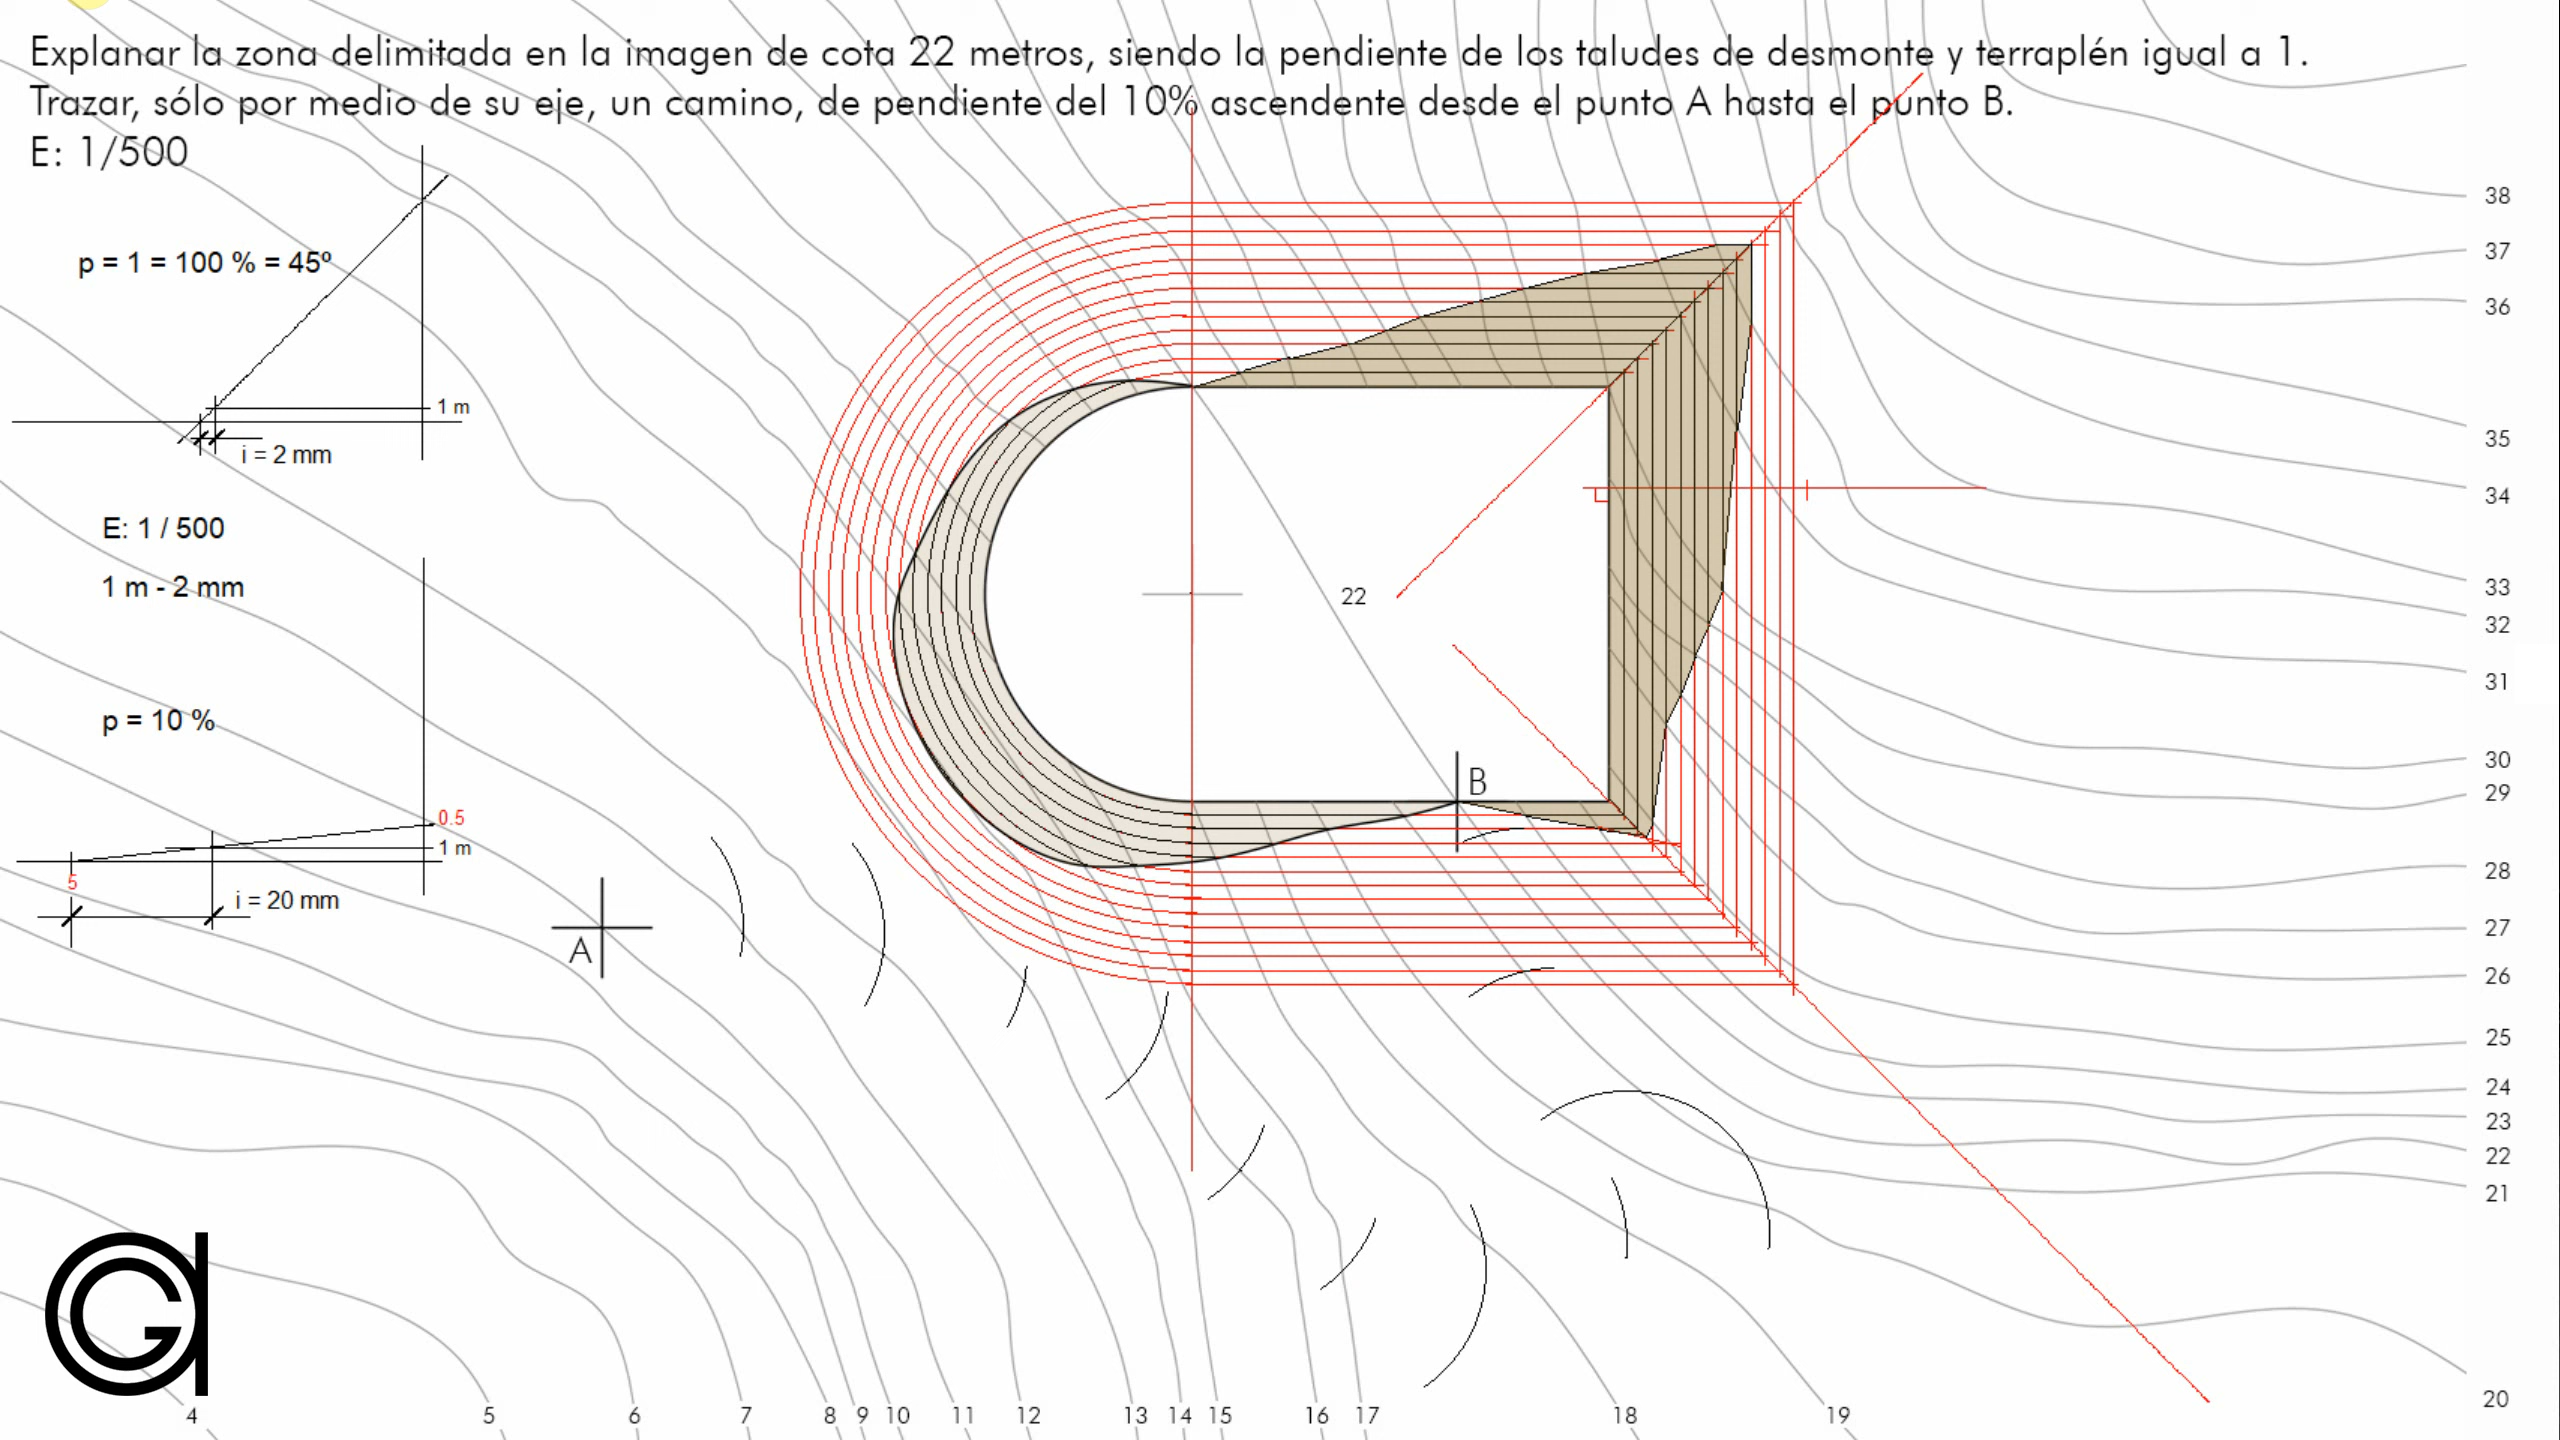 Explanar la zona delimitada en la imagen de cota 22 metros, siendo la pendiente de los taludes de desmonte y terraplén igual a 1.
Trazar, sólo por medio de su eje, un camino, de pendiente del 10% ascendente desde el punto A hasta el punto B.
E: 1/500
p = 1 = 100 % = 45º
1 m
i = 2 mm
E: 1 / 500
1 m - 2 mm
p = 10 %
0.5
1 m
5
i = 20 mm
A
22
B
38
37
36
35
34
33
32
31
30
29
28
27
26
25
24
23
22
21
20
4 5 6 7 8 9 10 11 12 13 14 15 16 17 18 19